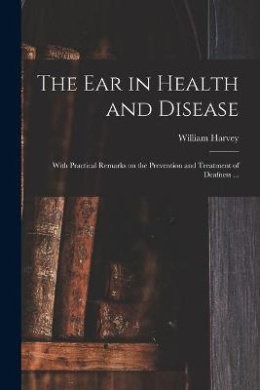 The Ear in Health
and Disease
William Harvey
With Practical Remarks on the Prevention and Treatment of
Deafness ...